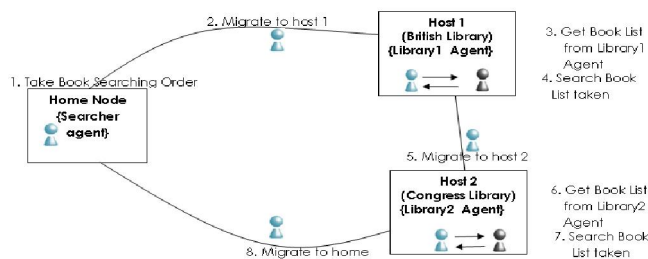 2. Migrate to host 1
Host 1
(British Library)
{Library1 Agent}
3. Get Book List
from Library1
Agent
4. Search Book
List taken
1. Take Book Searching Order
Home Node
{Searcher
agent}
5. Migrate to host 2
Host 2
(Congress Library)
{Library2 Agent}
6. Get Book List
from Library2
Agent
7. Search Book
List taken
8. Migrate to home